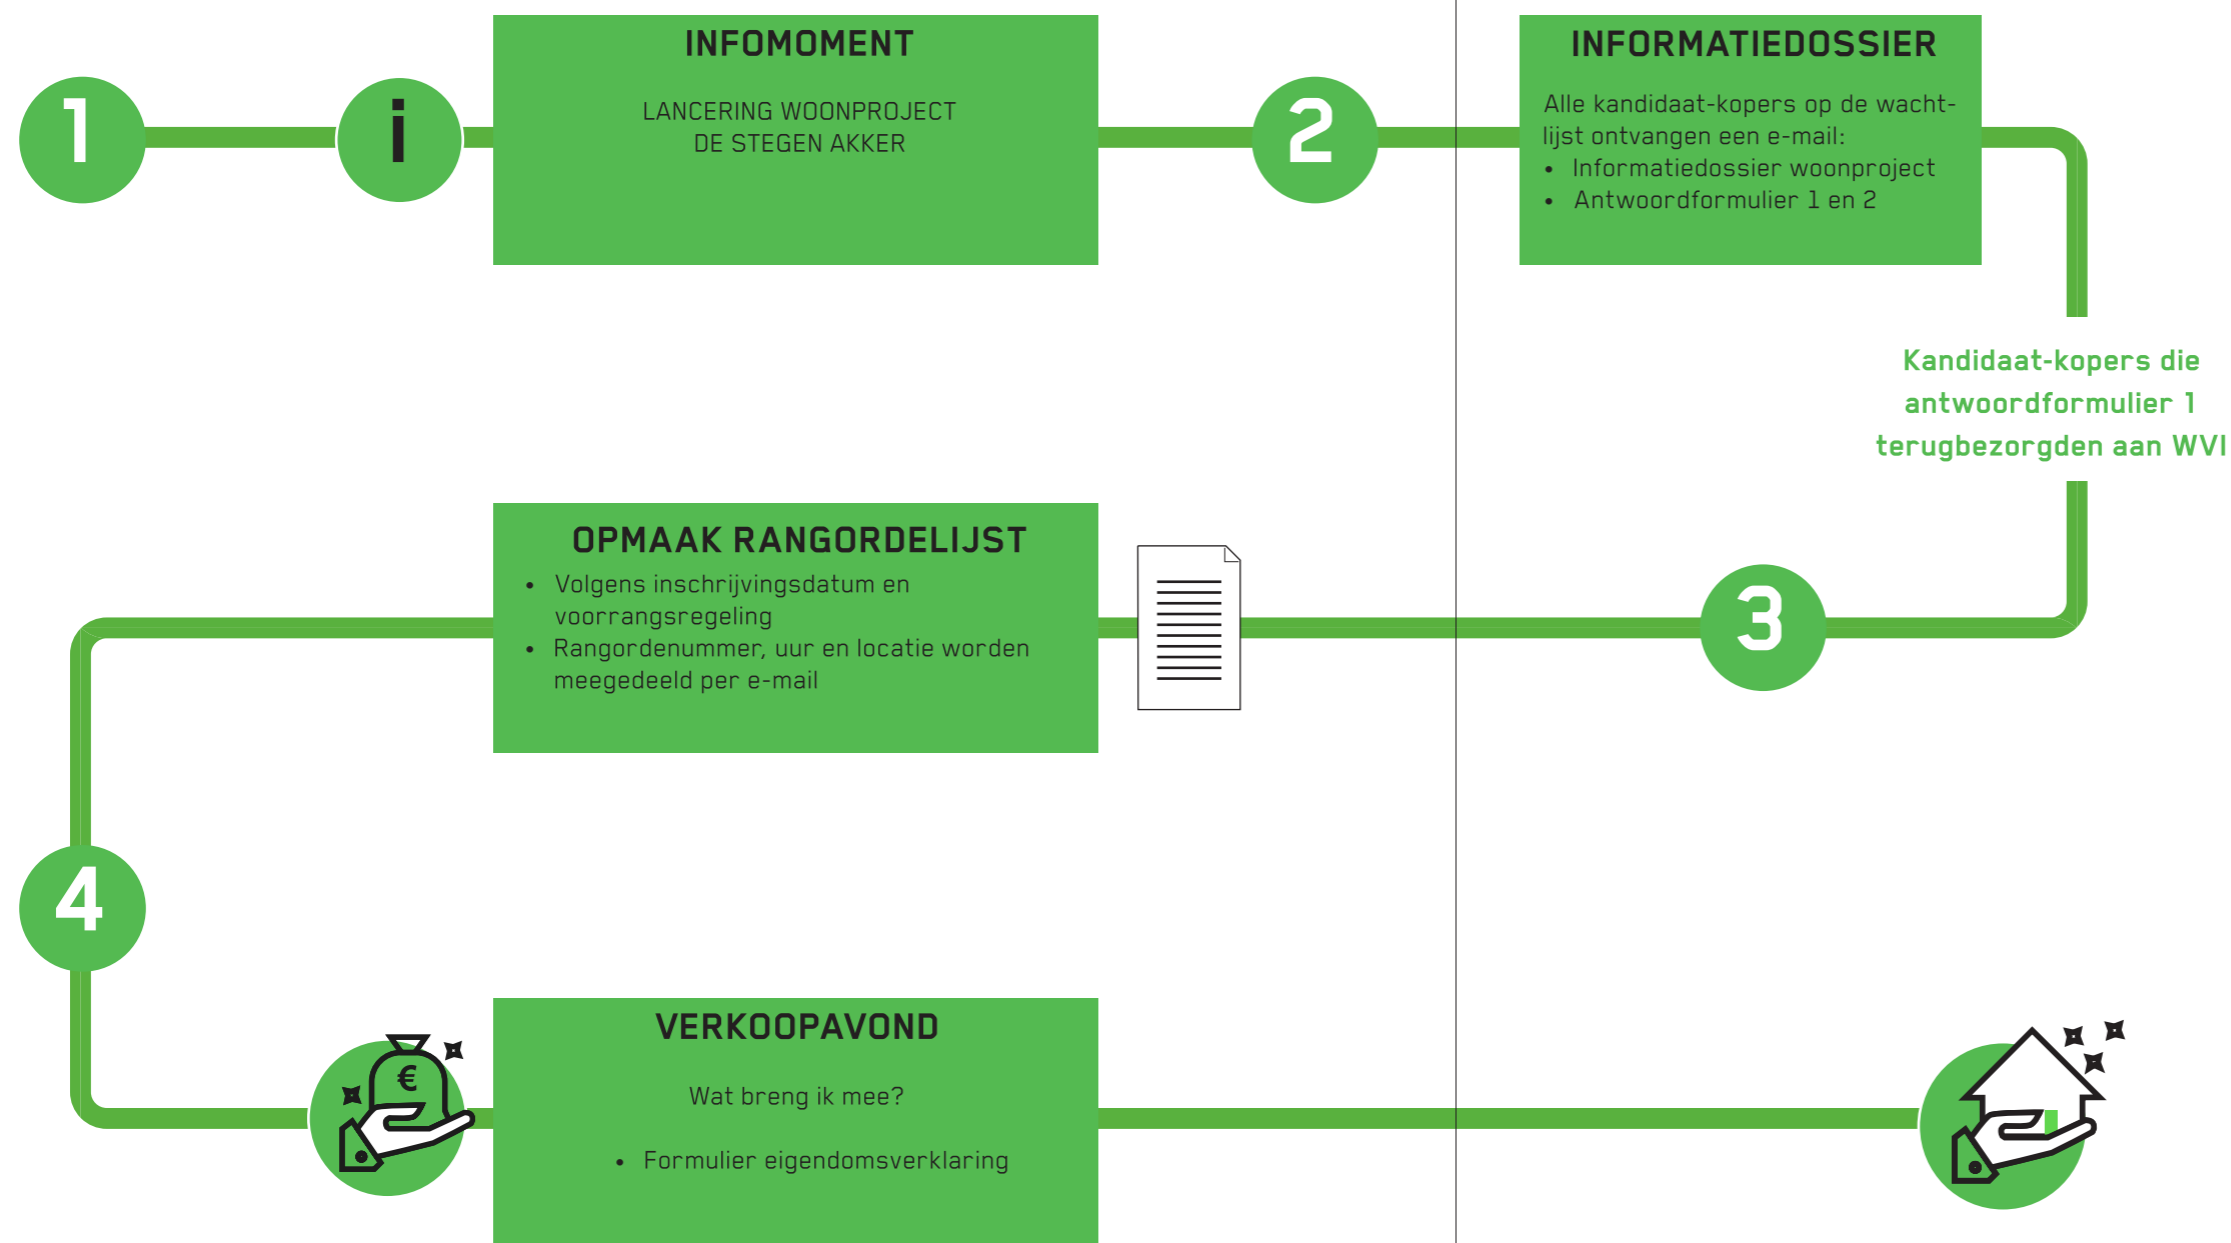 1
i
INFOMOMENT
LANCERING WOONPROJECT
DE STEGEN AKKER
2
INFORMATIEDOSSIER
Alle kandidaat-kopers op de wacht-
lijst ontvangen een e-mail:
• Informatiedossier woonproject
• Antwoordformulier 1 en 2
Kandidaat-kopers die
antwoordformulier 1
terugbezorgden aan WVI
3
OPMAAK RANGORDELIJST
• Volgens inschrijvingsdatum en
voorrangsregeling
• Rangordenummer, uur en locatie worden
meegedeeld per e-mail
4
€
VERKOOPAVOND
Wat breng ik mee?
• Formulier eigendomsverklaring